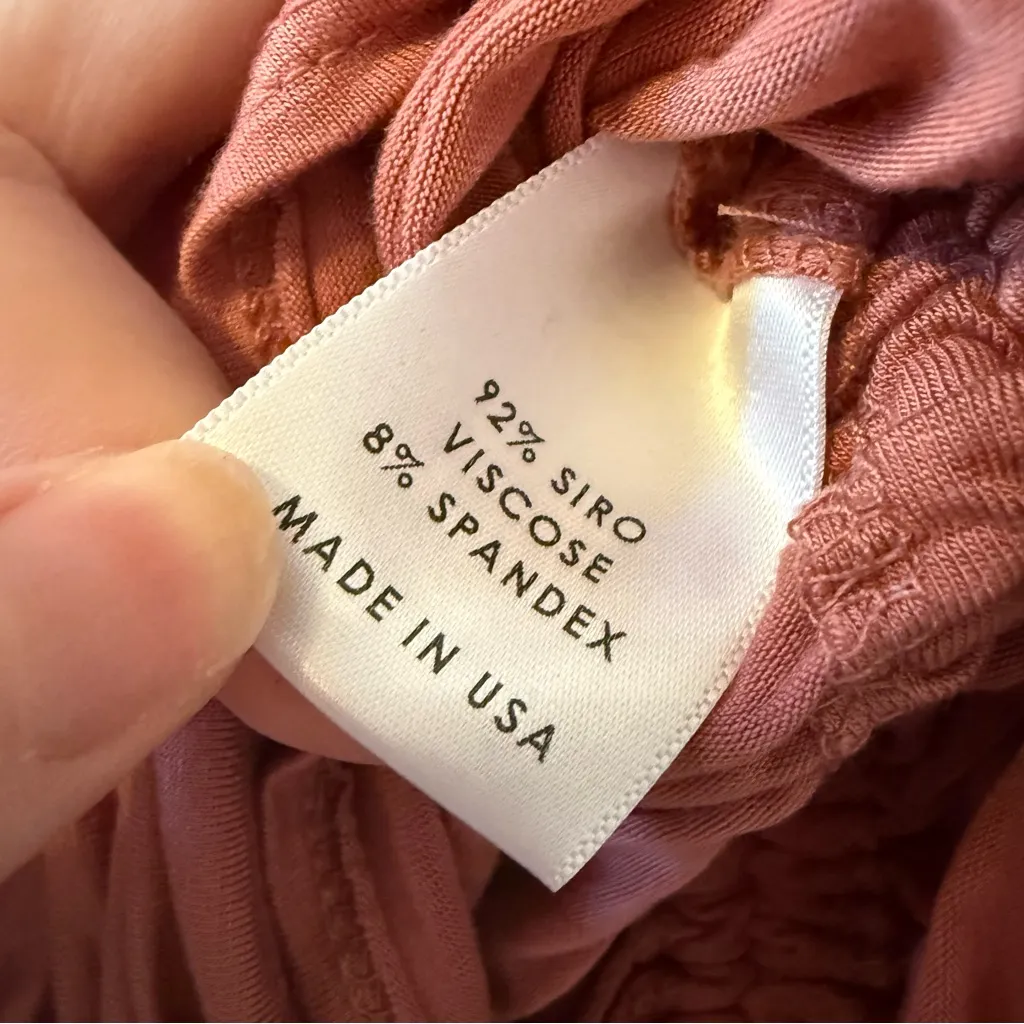 92% SIRO
VISCOSE
8% SPANDEX
MADE IN USA